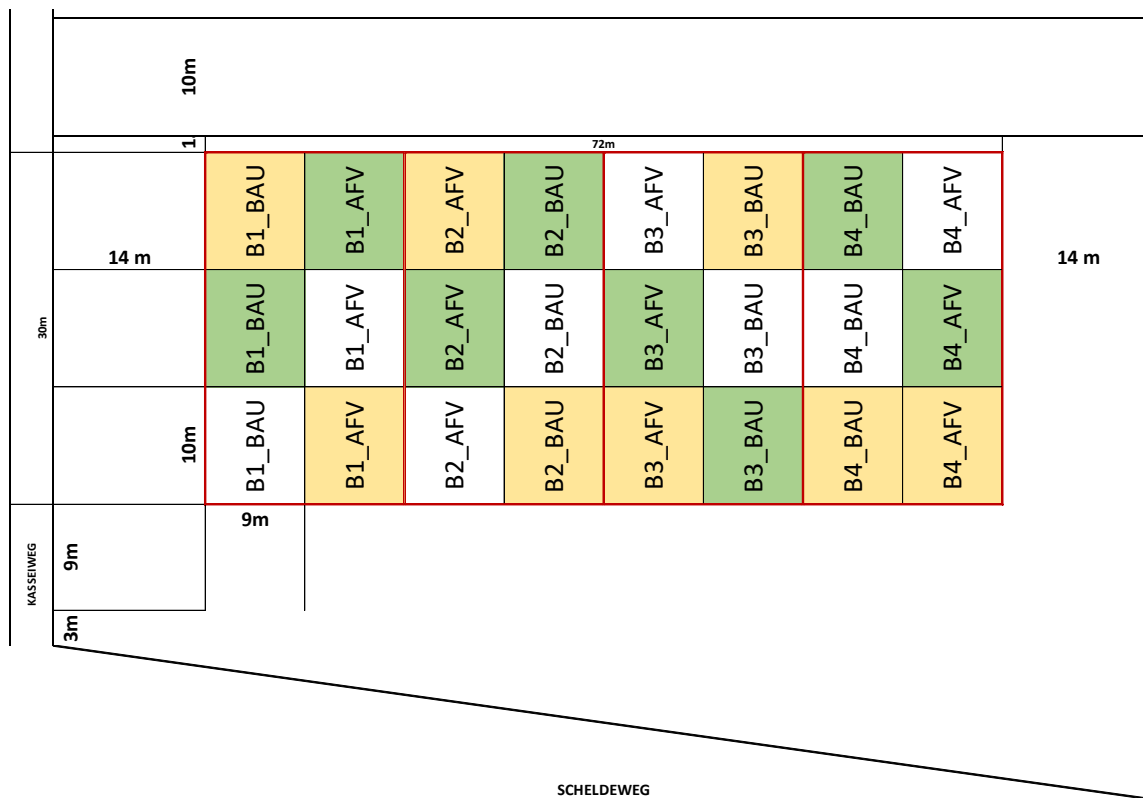 10m
1.
72m
B1_BAU
B1_AFV
B2_AFV
B2_BAU
B3_AFV
B3_BAU
B4_BAU
B4_AFV
14 m
14 m
B1_BAU
B1_AFV
B2_AFV
B2_BAU
B3_AFV
B3_BAU
B4_BAU
B4_AFV
30m
B1_BAU
B1_AFV
B2_AFV
B2_BAU
B3_AFV
B3_BAU
B4_BAU
B4_AFV
10m
9m
9m
KASSEIWEG
3m
SCHELDEWEG